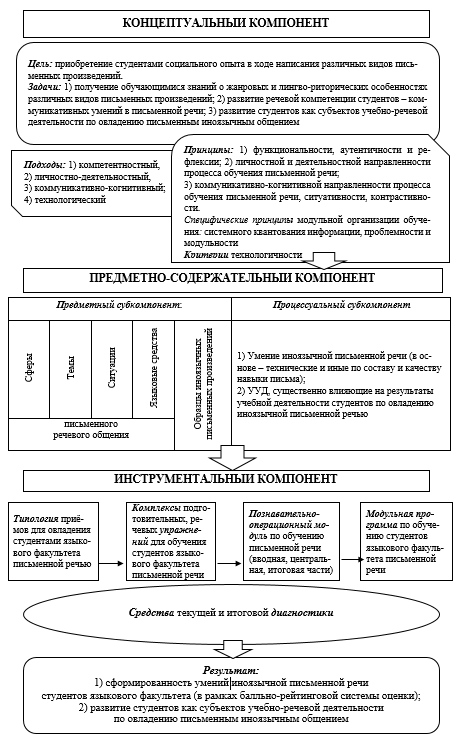 КОНЦЕПТУАЛЬНЫЙ КОМПОНЕНТ
Цель: приобретение студентами социального опыта в ходе написания различных видов пись-
менных произведений.
Задачи: 1) получение обучающимися знаний о жанровых и лингво-риторических особенностях
различных видов письменных произведений; 2) развитие речевой компетенции студентов – ком-
муникативных умений в письменной речи; 3) развитие студентов как субъектов учебно-речевой
деятельности по овладению письменным иноязычным общением
Подходы: 1) компетентностный,
2) личностно-деятельностный,
3) коммуникативно-когнитивный;
4) технологический
Принципы: 1) функциональности, аутентичности и ре-
флексии; 2) личностной и деятельностной направленности
процесса обучения письменной речи;
3) коммуникативно-когнитивной направленности процесса
обучения письменной речи, ситуативности, контрастивно-
сти.
Специфические принципы модульной организации обуче-
ния: системного квантования информации, проблемности и
модульности
Критерии технологичности
ПРЕДМЕТНО-СОДЕРЖАТЕЛЬНЫЙ КОМПОНЕНТ
Предметный субкомпонент:
Сферы
Темы
Ситуации
Языковые средства
Образцы иноязычных
письменных произведений
письменного
речевого общения
Процессуальный субкомпонент
1) Умение иноязычной письменной речи (в ос-
нове – технические и иные по составу и качеству
навыки письма);
2) УУД, существенно влияющие на результаты
учебной деятельности студентов по овладению
иноязычной письменной речью
ИНСТРУМЕНТАЛЬНЫЙ КОМПОНЕНТ
Типология приё-
мов для овладения
студентами языко-
вого факультета
письменной речью
Комплексы подго-
товительных, ре-
чевых упражне-
ний для обучения
студентов языко-
вого факультета
письменной речи
Познавательно-
операционный мо-
дуль по обучению
письменной речи
(вводная, централь-
ная, итоговая части)
Модульная про-
грамма по обуче-
нию студентов
языкового факуль-
тета письменной
речи
Средства текущей и итоговой диагностики
Результат:
1) сформированность умений иноязычной письменной речи
студентов языкового факультета (в рамках балльно-рейтинговой системы оценки);
2) развитие студентов как субъектов учебно-речевой деятельности
по овладению письменным иноязычным общением